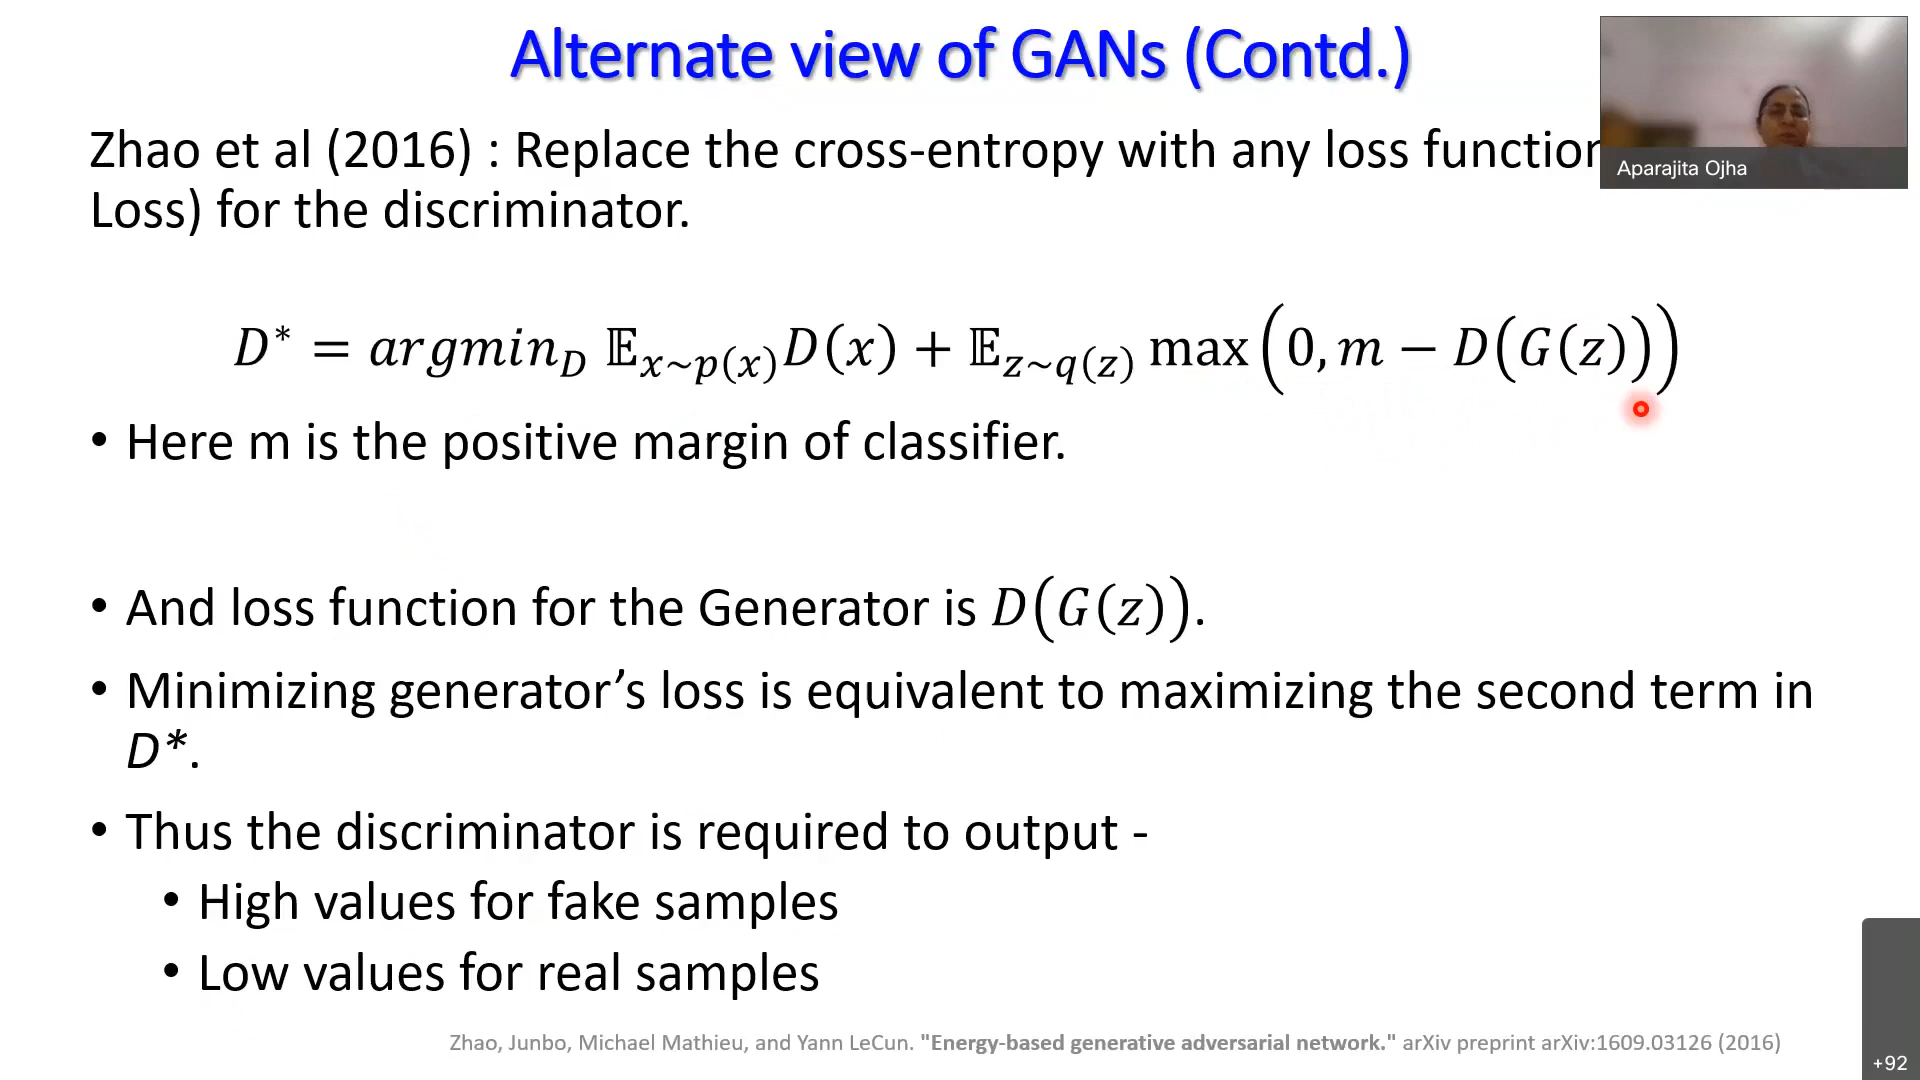 Alternate view of GANs (Contd.)
Zhao et al (2016) : Replace the cross-entropy with any loss function
Aparajita Ojha
Loss) for the discriminator.
D* = argmin_D 𝔼_{x~p(x)}D(x) + 𝔼_{z~q(z)} max(0, m − D(G(z)))
• Here m is the positive margin of classifier.
• And loss function for the Generator is D(G(z)).
• Minimizing generator’s loss is equivalent to maximizing the second term in
D*.
• Thus the discriminator is required to output -
• High values for fake samples
• Low values for real samples
Zhao, Junbo, Michael Mathieu, and Yann LeCun. "Energy-based generative adversarial network." arXiv preprint arXiv:1609.03126 (2016)
+92